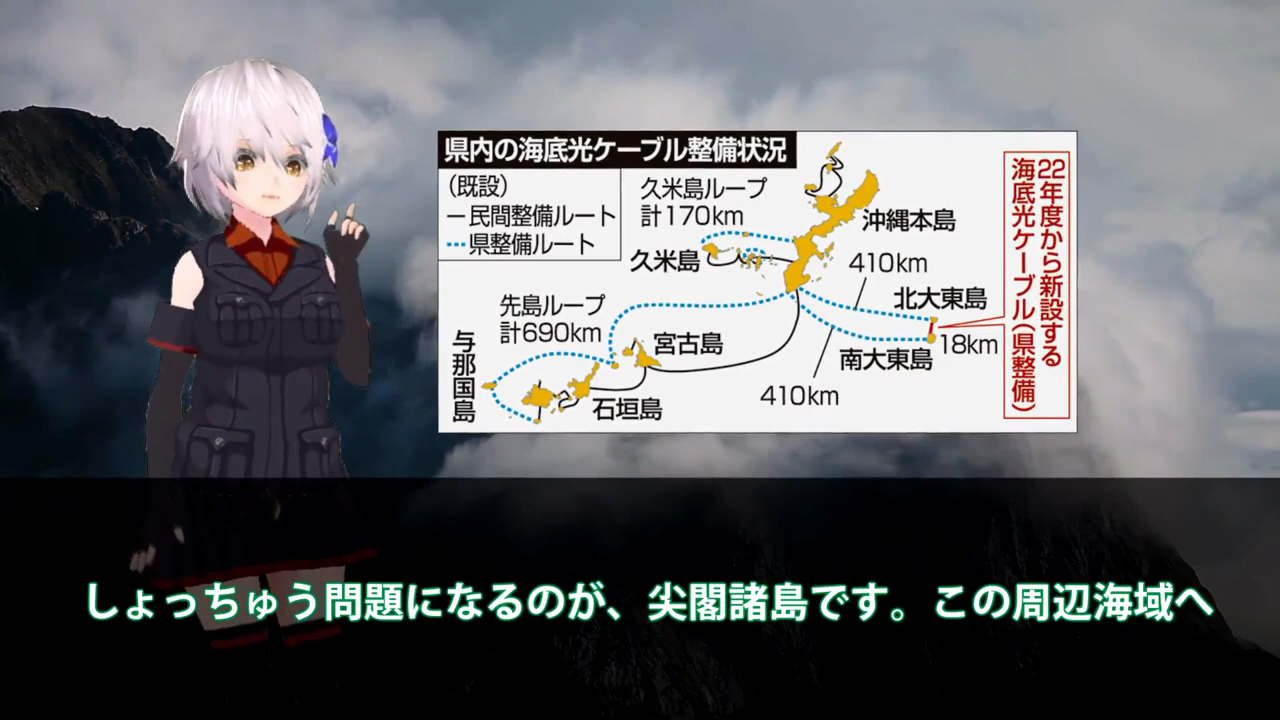 県内の海底光ケーブル整備状況
(既設)
民間整備ルート
県整備ルート
久米島ループ
計170km
久米島
沖縄本島
410km
北大東島
18km
南大東島
410km
先島ループ
計690km
宮古島
与那国島
石垣島
22年度から新設する
海底光ケーブル(県整備)
しょっちゅう問題になるのが、尖閣諸島です。この周辺海域へ